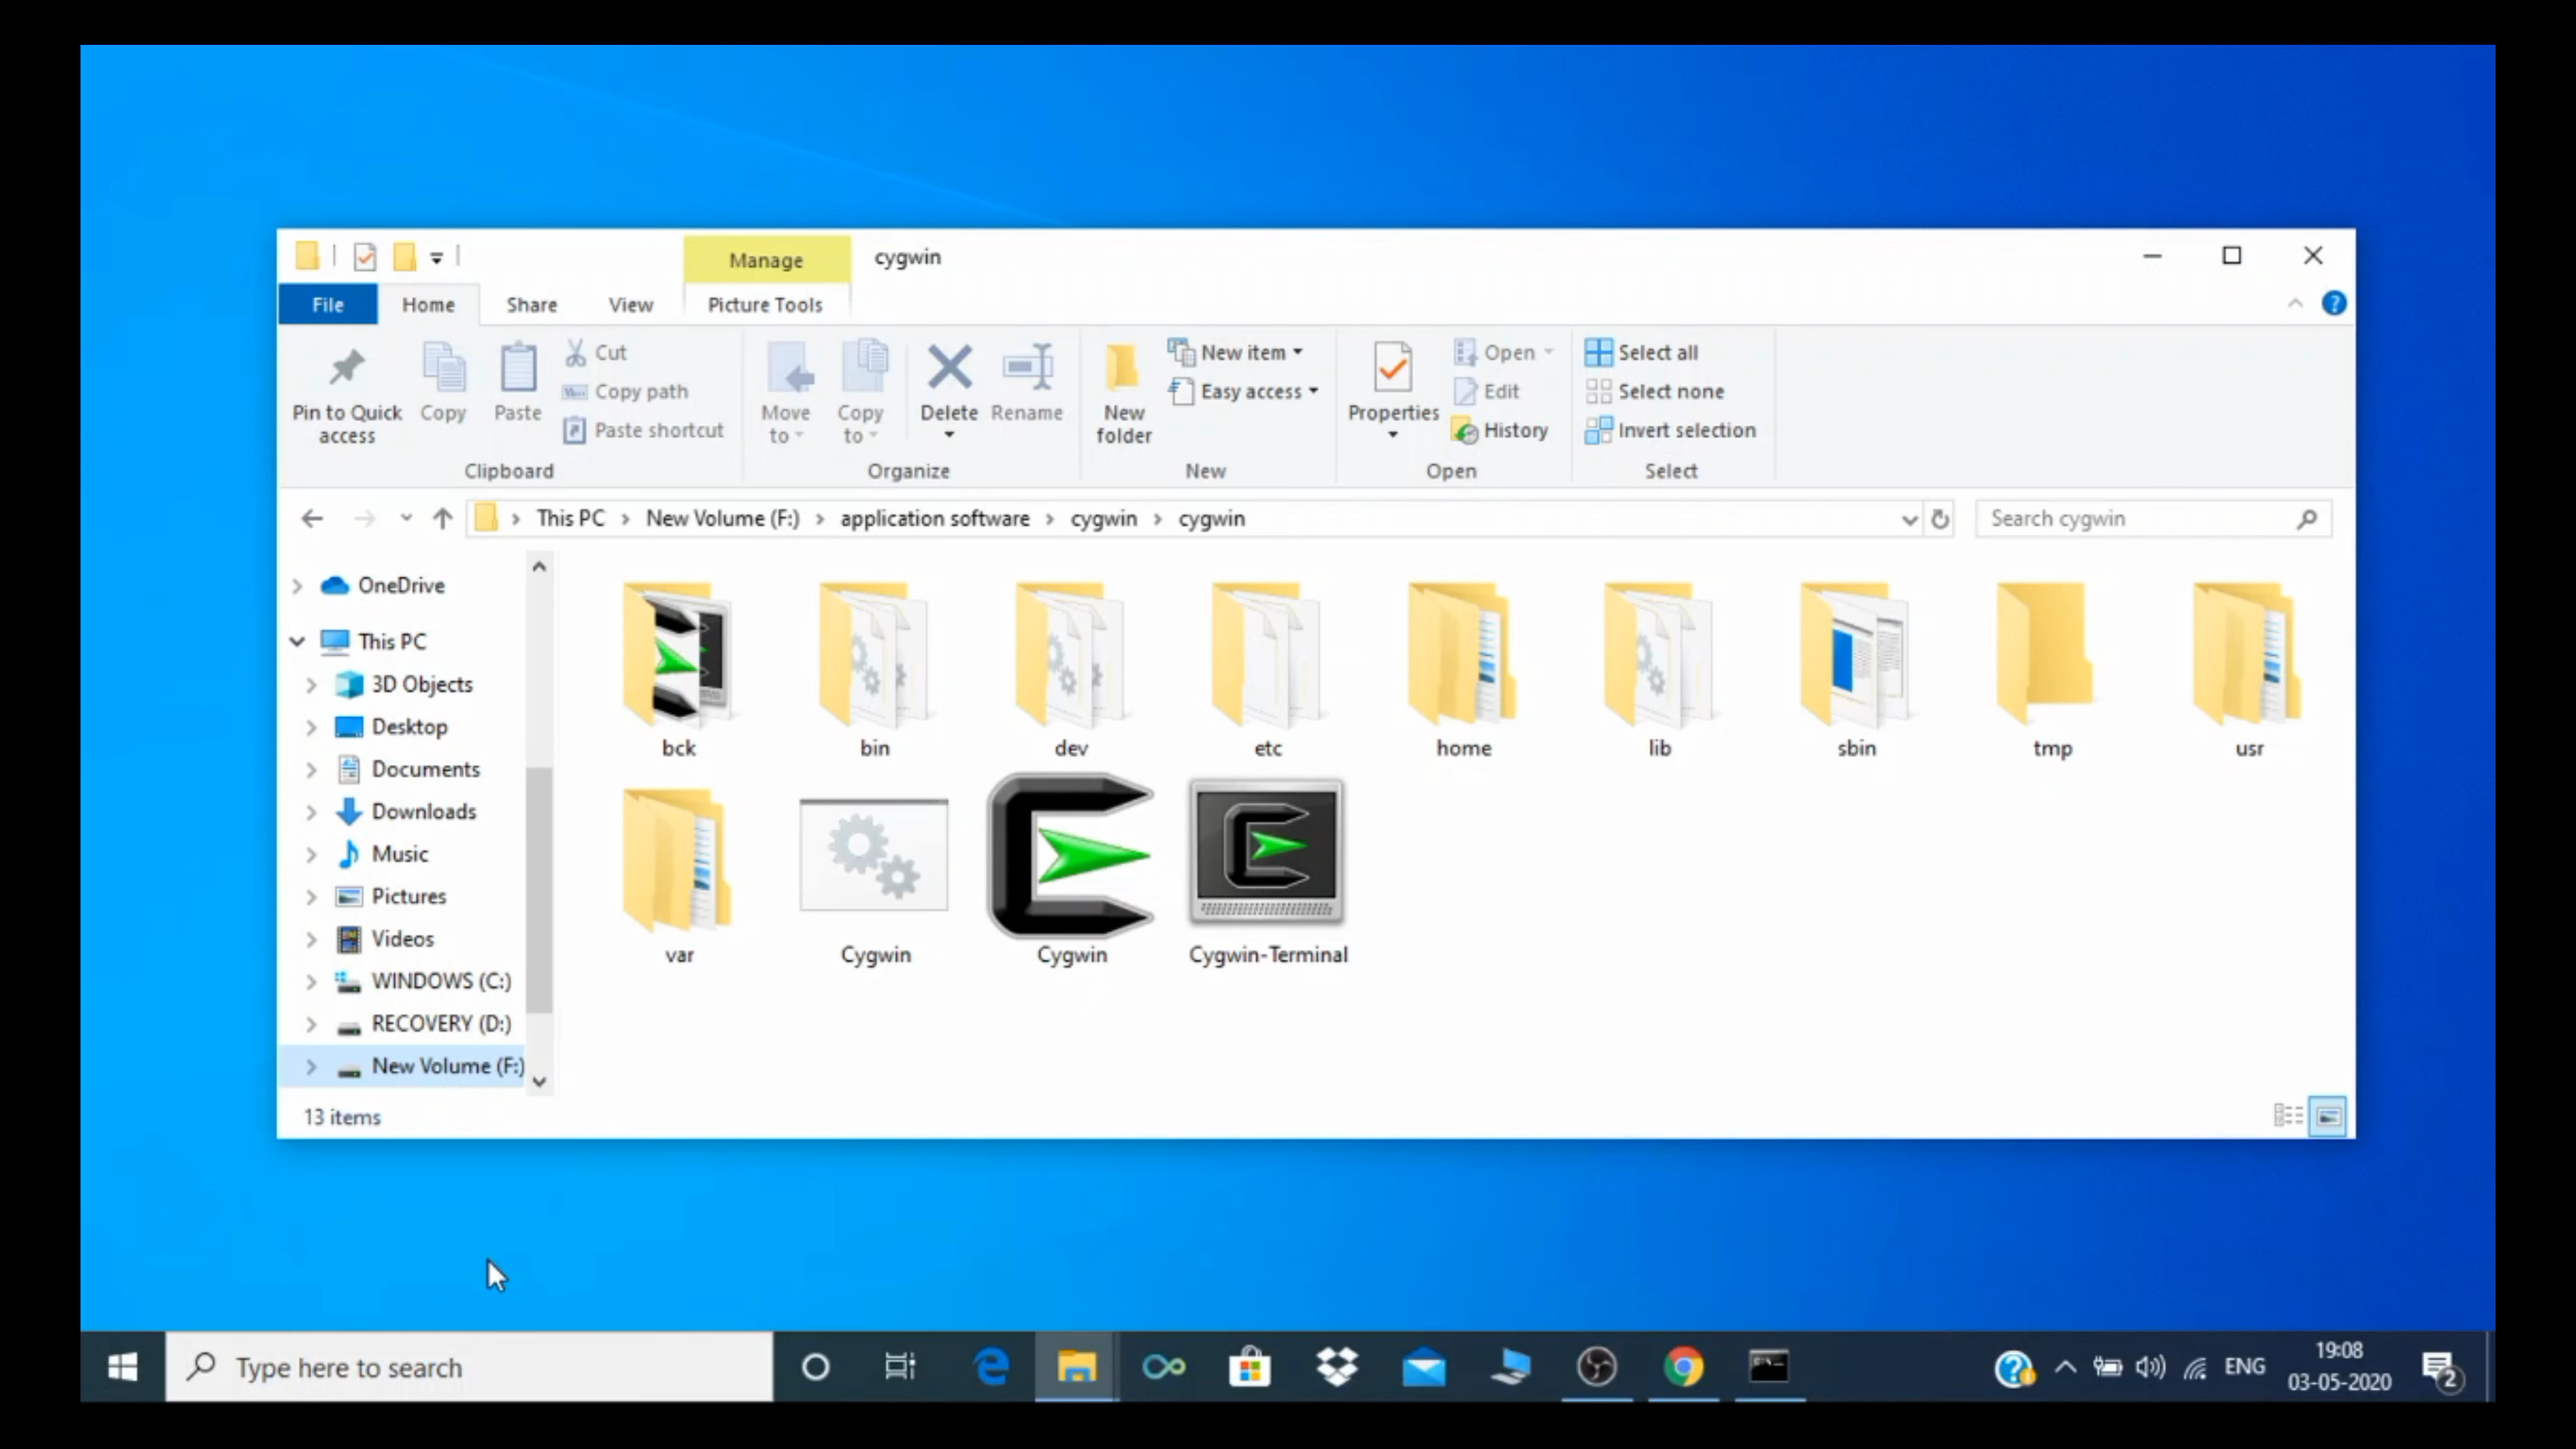 Manage
cygwin
File
Home
Share
View
Picture Tools
Pin to Quick access
Copy
Paste
Cut
Copy path
Paste shortcut
Clipboard
Move to
Copy to
Delete
Rename
Organize
New folder
New item
Easy access
New
Properties
Open
Edit
History
Open
Select all
Select none
Invert selection
Select
This PC > New Volume (F:) > application software > cygwin > cygwin
Search cygwin
OneDrive
This PC
3D Objects
Desktop
Documents
Downloads
Music
Pictures
Videos
WINDOWS (C:)
RECOVERY (D:)
New Volume (F:)
bck
bin
dev
etc
home
lib
sbin
tmp
usr
var
Cygwin
Cygwin
Cygwin-Terminal
13 items
Type here to search
ENG
19:08
03-05-2020
2